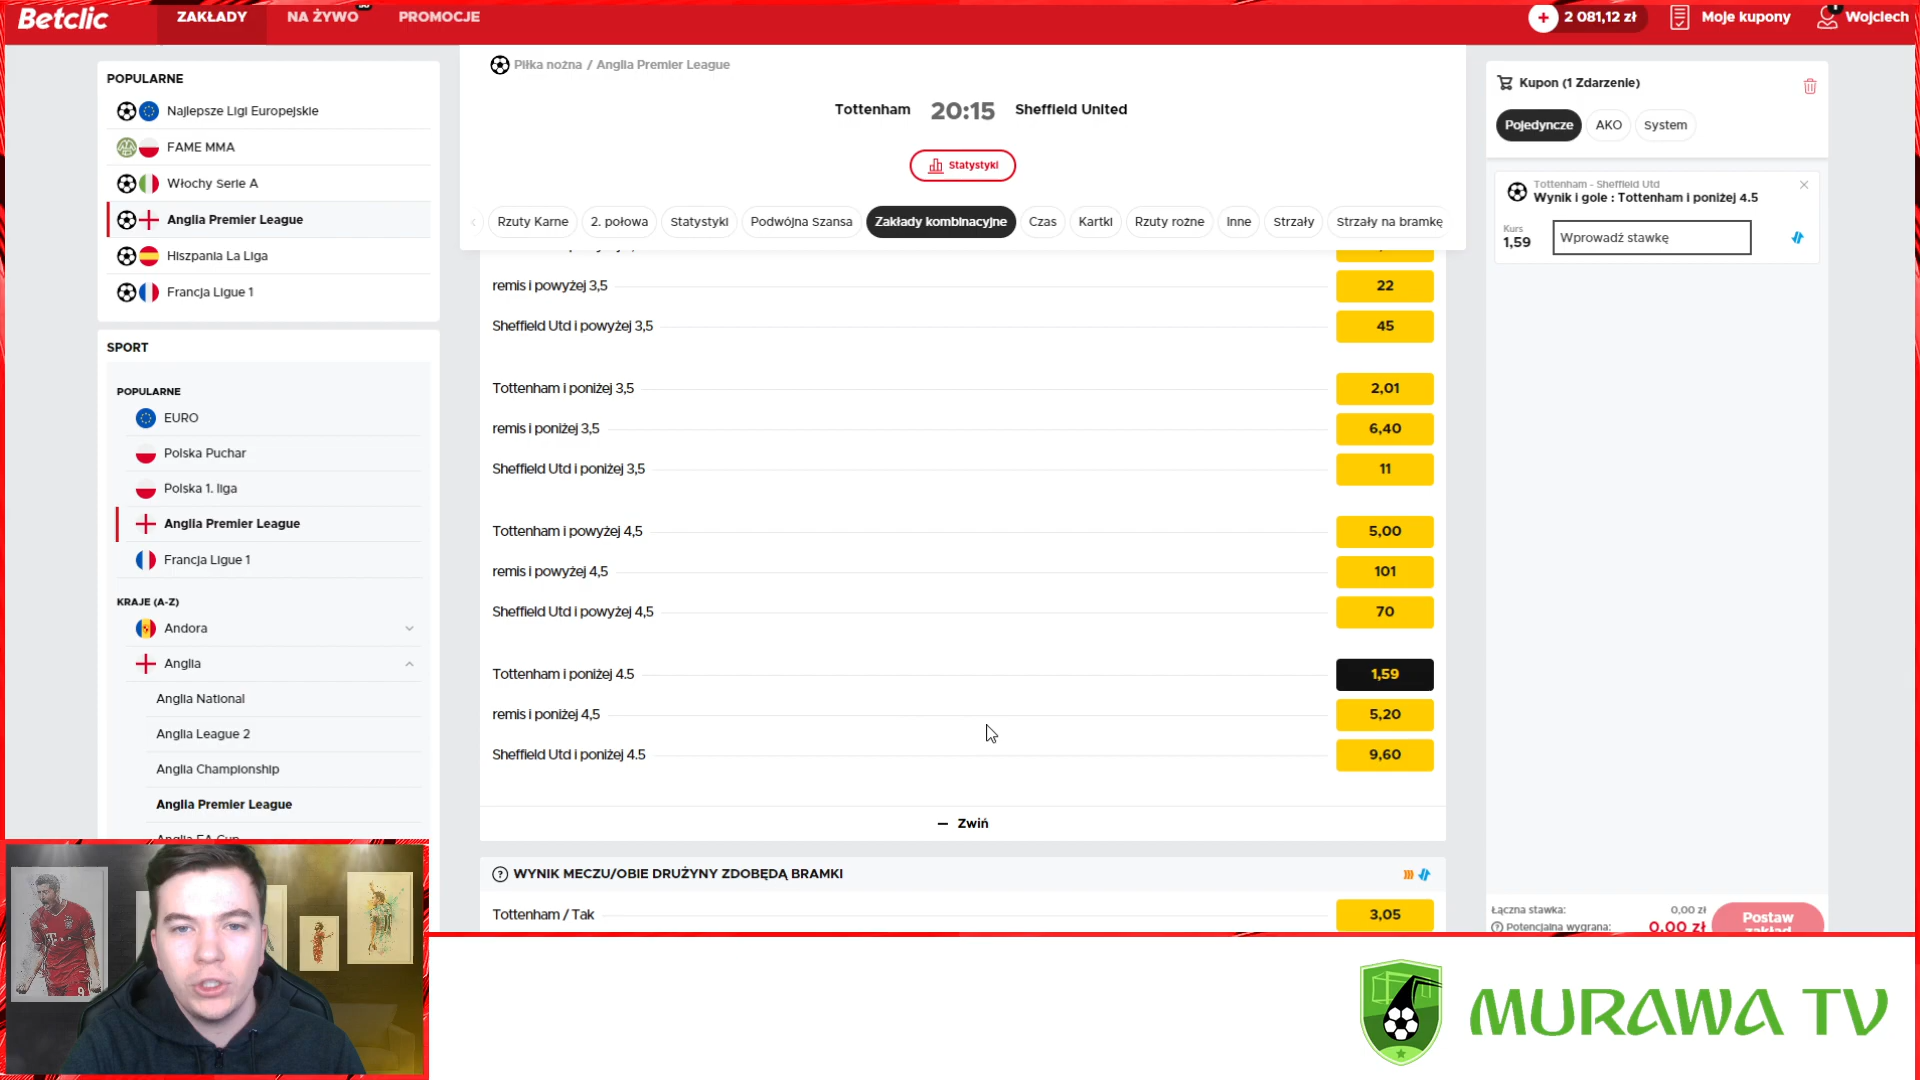 Betclic
ZAKŁADY
NA ŻYWO
PROMOCJE
2 081,12 zł
Moje kupony
Wojciech
POPULARNE
Najlepsze Ligi Europejskie
FAME MMA
Włochy Serie A
Anglia Premier League
Hiszpania La Liga
Francja Ligue 1
SPORT
POPULARNE
EURO
Polska Puchar
Polska 1. liga
Anglia Premier League
Francja Ligue 1
KRAJE (A-Z)
Andora
Anglia
Anglia National
Anglia League 2
Anglia Championship
Anglia Premier League
Anglia FA Cup
Piłka nożna / Anglia Premier League
Tottenham 20:15 Sheffield United
Statystyki
Rzuty Karne
2. połowa
Statystyki
Podwójna Szansa
Zakłady kombinacyjne
Czas
Kartki
Rzuty rożne
Inne
Strzały
Strzały na bramkę
remis i powyżej 3,5 22
Sheffield Utd i powyżej 3,5 45
Tottenham i poniżej 3,5 2,01
remis i poniżej 3,5 6,40
Sheffield Utd i poniżej 3,5 11
Tottenham i powyżej 4,5 5,00
remis i powyżej 4,5 101
Sheffield Utd i powyżej 4,5 70
Tottenham i poniżej 4.5 1,59
remis i poniżej 4,5 5,20
Sheffield Utd i poniżej 4.5 9,60
Zwiń
WYNIK MECZU/OBIE DRUŻYNY ZDOBĘDĄ BRAMKI
Tottenham / Tak 3,05
Kupon (1 Zdarzenie)
Pojedyncze
AKO
System
Tottenham - Sheffield Utd
Wynik i gole : Tottenham i poniżej 4.5
Kurs
1,59
Wprowadź stawkę
Łączna stawka: 0,00 zł
Potencjalna wygrana: 0,00 zł
Postaw
zakład
MURAWA TV